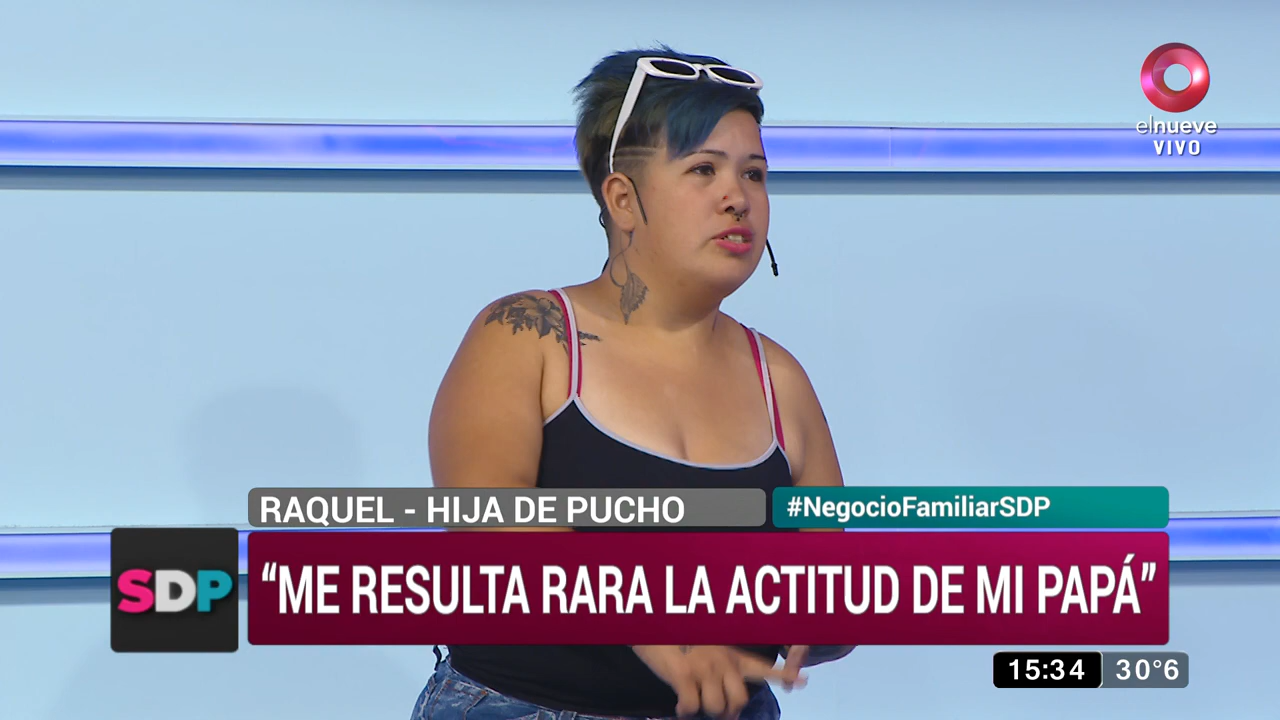 elnueve
VIVO
RAQUEL - HIJA DE PUCHO
#NegocioFamiliarSDP
SDP
“ME RESULTA RARA LA ACTITUD DE MI PAPÁ”
15:34
30°6